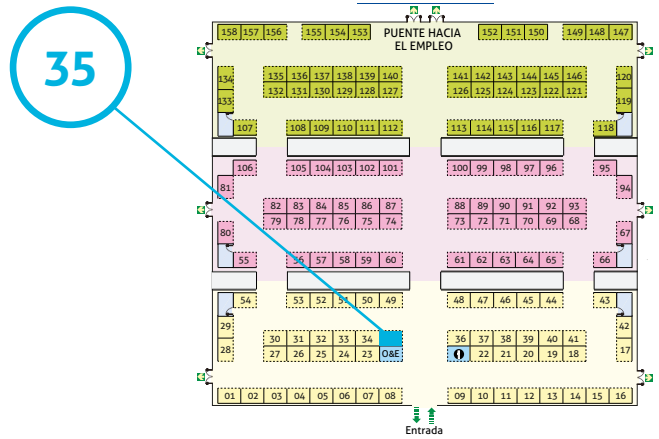 35
158 157 156 155 154 153 PUENTE HACIA 152 151 150 149 148 147
EL EMPLEO
134 135 136 137 138 139 140 141 142 143 144 145 146 120
133 132 131 130 129 128 127 126 125 124 123 122 121 119
107 108 109 110 111 112 113 114 115 116 117 118
106 105 104 103 102 101 100 99 98 97 96 95
81 94
82 83 84 85 86 87 88 89 90 91 92 93
79 78 77 76 75 74 73 72 71 70 69 68
80 67
55 56 57 58 59 60 61 62 63 64 65 66
54 53 52 51 50 49 48 47 46 45 44 43
29 42
30 31 32 33 34 36 37 38 39 40 41
28 27 26 25 24 23 O&E 22 21 20 19 18 17
01 02 03 04 05 06 07 08 09 10 11 12 13 14 15 16
Entrada